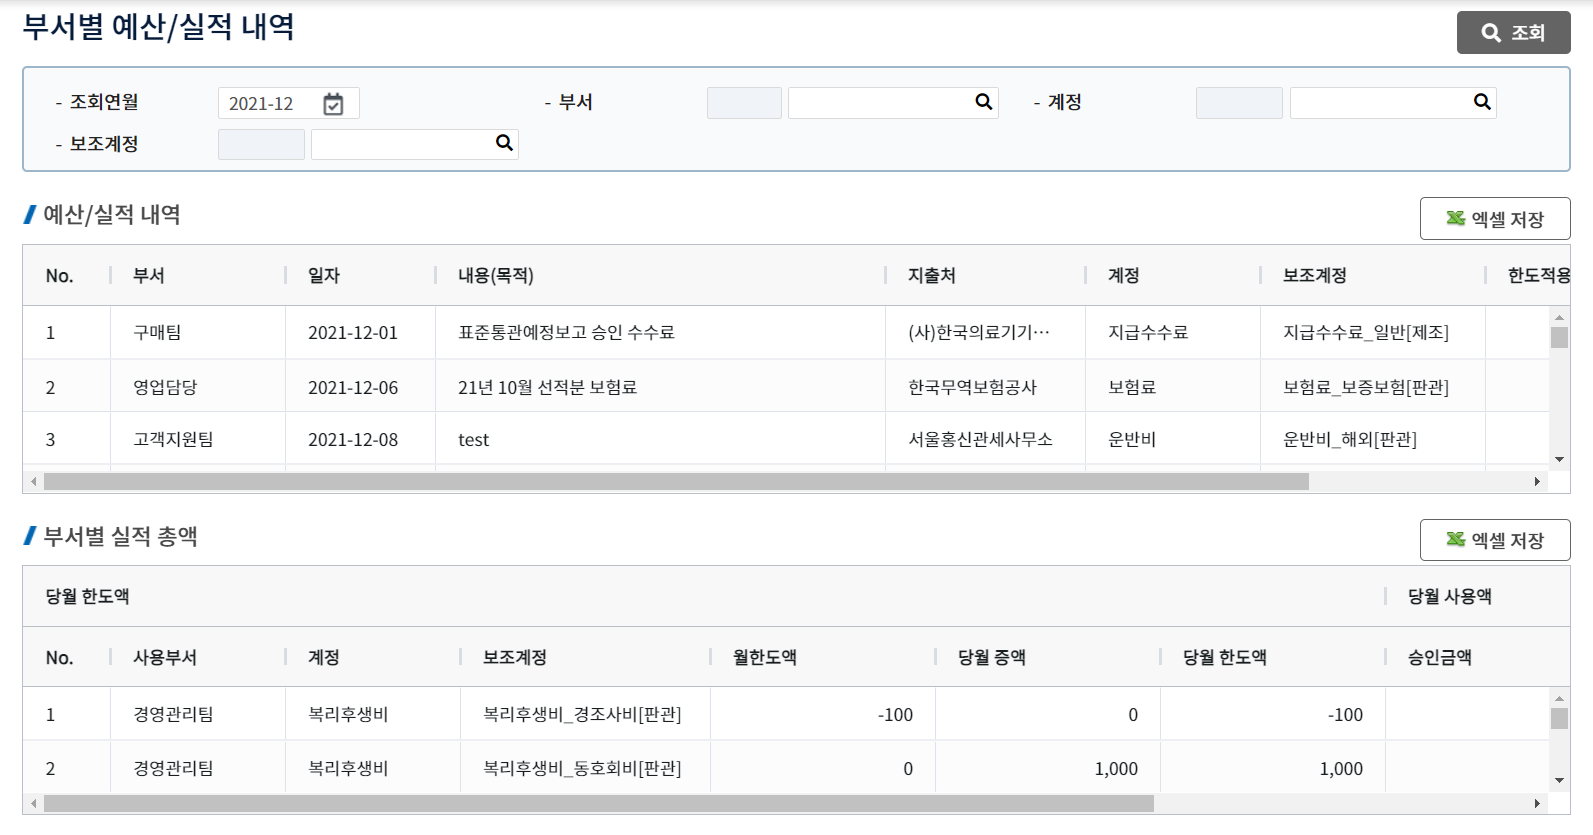 부서별 예산/실적 내역
조회
- 조회연월 2021-12 - 부서 - 계정
- 보조계정
예산/실적 내역
엑셀 저장
No. 부서 일자 내용(목적) 지출처 계정 보조계정 한도적용
1 구매팀 2021-12-01 표준통관예정보고 승인 수수료 (사)한국의료기기… 지급수수료 지급수수료_일반[제조]
2 영업담당 2021-12-06 21년 10월 선적분 보험료 한국무역보험공사 보험료 보험료_보증보험[판관]
3 고객지원팀 2021-12-08 test 서울홍신관세사무소 운반비 운반비_해외[판관]
부서별 실적 총액
엑셀 저장
당월 한도액 당월 사용액
No. 사용부서 계정 보조계정 월한도액 당월 증액 당월 한도액 승인금액
1 경영관리팀 복리후생비 복리후생비_경조사비[판관] -100 0 -100
2 경영관리팀 복리후생비 복리후생비_동호회비[판관] 0 1,000 1,000